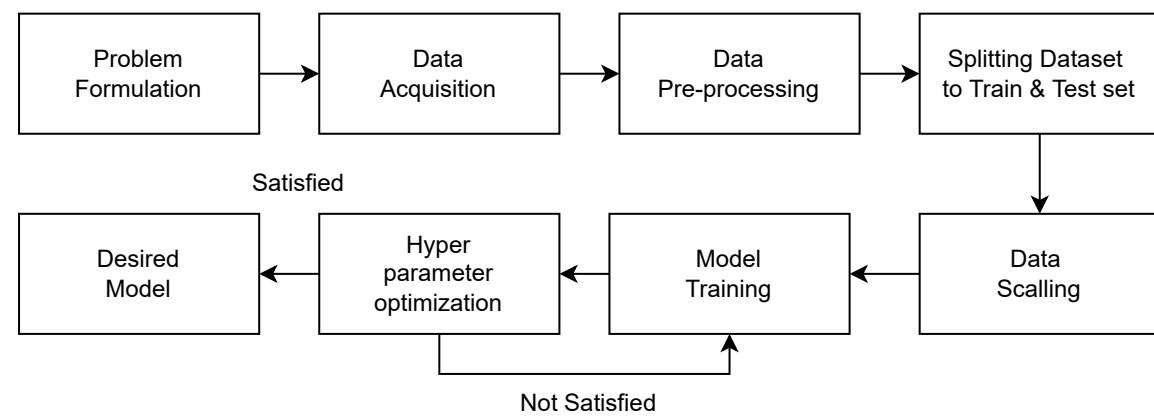 Problem
Formulation
Data
Acquisition
Data
Pre-processing
Splitting Dataset
to Train & Test set
Satisfied
Desired
Model
Hyper
parameter
optimization
Model
Training
Data
Scalling
Not Satisfied